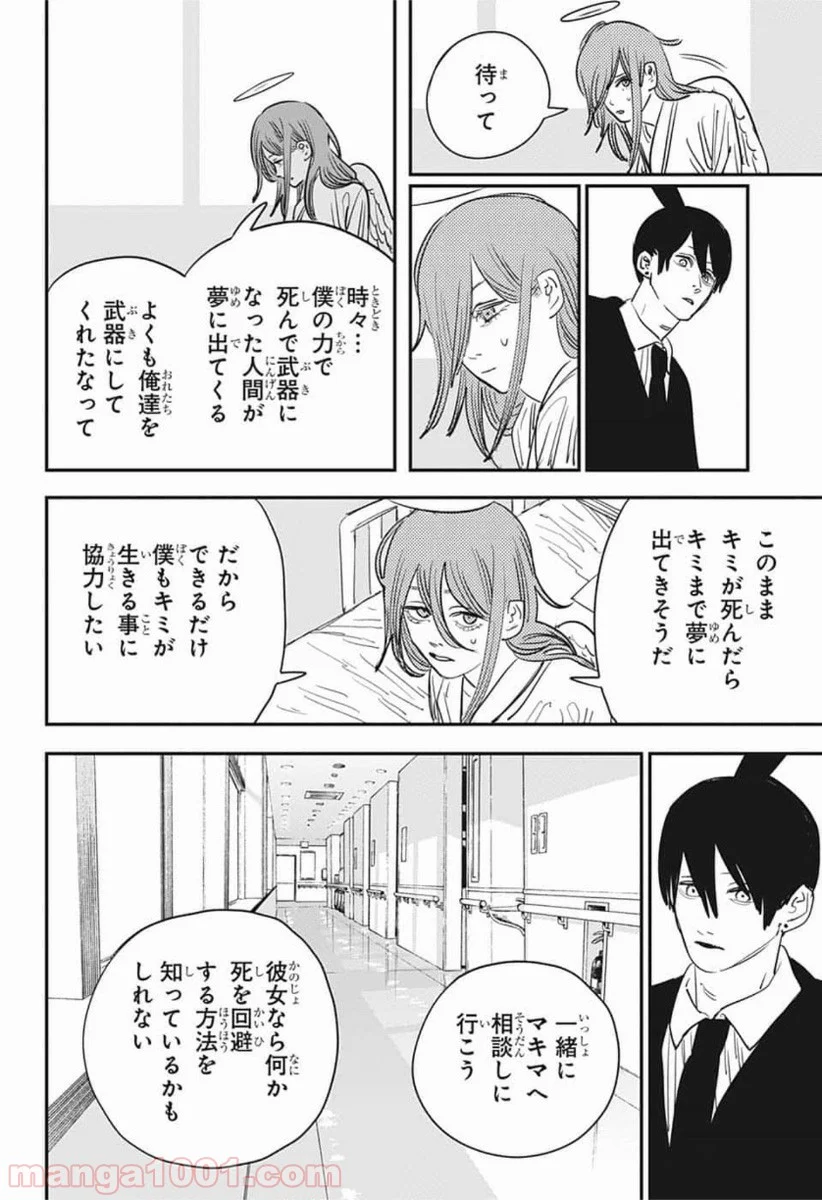 待って
時々…
僕の力で
死んで武器に
なった人間が
夢に出てくる
よくも俺達を
武器にして
くれたなって
このまま
キミが死んだら
キミまで夢に
出てきそうだ
だから
できるだけ
僕もキミが
生きる事に
協力したい
一緒に
マキマへ
相談しに
行こう
彼女なら何か
死を回避
する方法を
知っているかも
しれない
manga1001.com